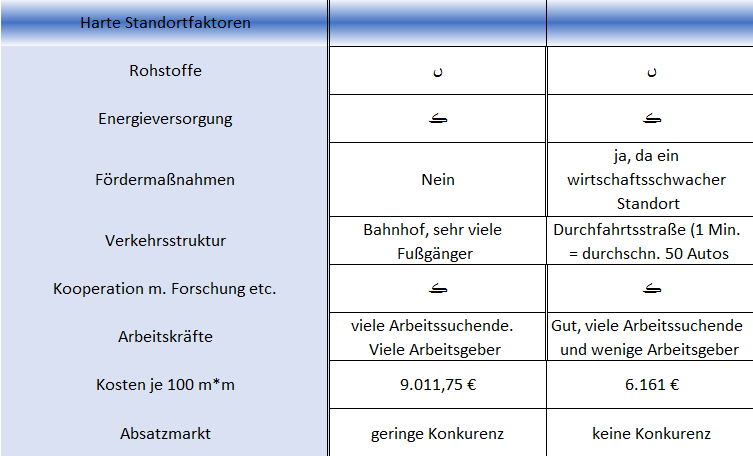 Harte Standortfaktoren
Rohstoffe
Energieversorgung
Fördermaßnahmen
Nein
ja, da ein
wirtschaftsschwacher
Standort
Verkehrsstruktur
Bahnhof, sehr viele
Fußgänger
Durchfahrtsstraße (1 Min.
= durchschn. 50 Autos
Kooperation m. Forschung etc.
Arbeitskräfte
viele Arbeitssuchende.
Viele Arbeitsgeber
Gut, viele Arbeitssuchende
und wenige Arbeitsgeber
Kosten je 100 m*m
9.011,75 €
6.161 €
Absatzmarkt
geringe Konkurenz
keine Konkurenz